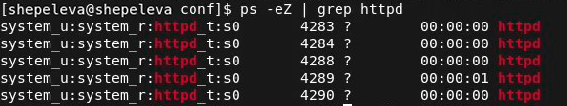 [shepeleva@shepeleva conf]$ ps -eZ | grep httpd
system_u:system_r:httpd_t:s0 4283 ? 00:00:00 httpd
system_u:system_r:httpd_t:s0 4284 ? 00:00:00 httpd
system_u:system_r:httpd_t:s0 4288 ? 00:00:00 httpd
system_u:system_r:httpd_t:s0 4289 ? 00:00:01 httpd
system_u:system_r:httpd_t:s0 4290 ? 00:00:00 httpd